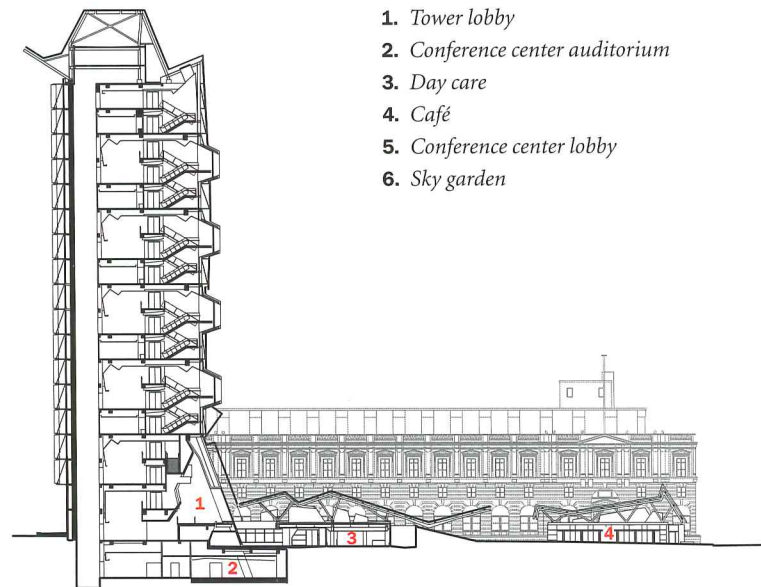 1. Tower lobby
2. Conference center auditorium
3. Day care
4. Café
5. Conference center lobby
6. Sky garden
1
2
3
4